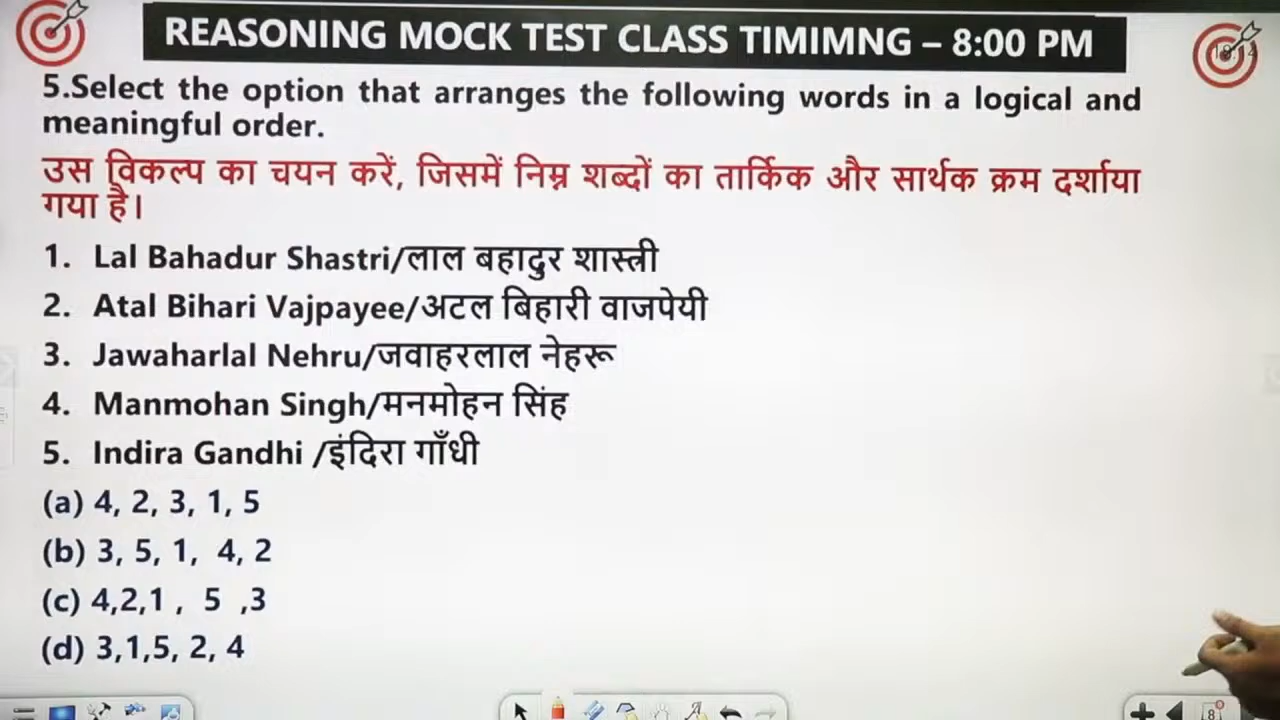 REASONING MOCK TEST CLASS TIMIMNG – 8:00 PM
5.Select the option that arranges the following words in a logical and
meaningful order.
उस विकल्प का चयन करें, जिसमें निम्न शब्दों का तार्किक और सार्थक क्रम दर्शाया
गया है।
1. Lal Bahadur Shastri/लाल बहादुर शास्त्री
2. Atal Bihari Vajpayee/अटल बिहारी वाजपेयी
3. Jawaharlal Nehru/जवाहरलाल नेहरू
4. Manmohan Singh/मनमोहन सिंह
5. Indira Gandhi /इंदिरा गाँधी
(a) 4, 2, 3, 1, 5
(b) 3, 5, 1, 4, 2
(c) 4,2,1 , 5 ,3
(d) 3,1,5, 2, 4
8